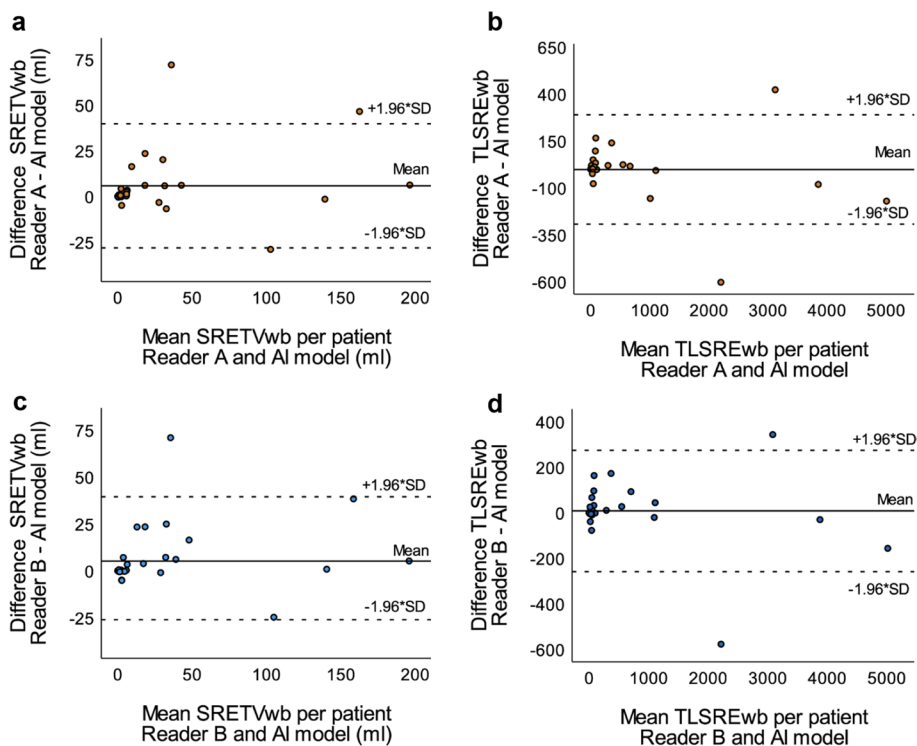 a
Difference SRETVwb
Reader A - AI model (ml)
75
50
25
0
-25
+1.96*SD
Mean
-1.96*SD
0
50
100
150
200
Mean SRETVwb per patient
Reader A and AI model (ml)
b
Difference TLSREwb
Reader A - AI model
650
400
150
-100
-350
-600
+1.96*SD
Mean
-1.96*SD
0
1000
2000
3000
4000
5000
Mean TLSREwb per patient
Reader A and AI model
c
Difference SRETVwb
Reader B - AI model (ml)
75
50
25
0
-25
+1.96*SD
Mean
-1.96*SD
0
50
100
150
200
Mean SRETVwb per patient
Reader B and AI model (ml)
d
Difference TLSREwb
Reader B - AI model
400
200
0
-200
-400
-600
+1.96*SD
Mean
-1.96*SD
0
1000
2000
3000
4000
5000
Mean TLSREwb per patient
Reader B and AI model